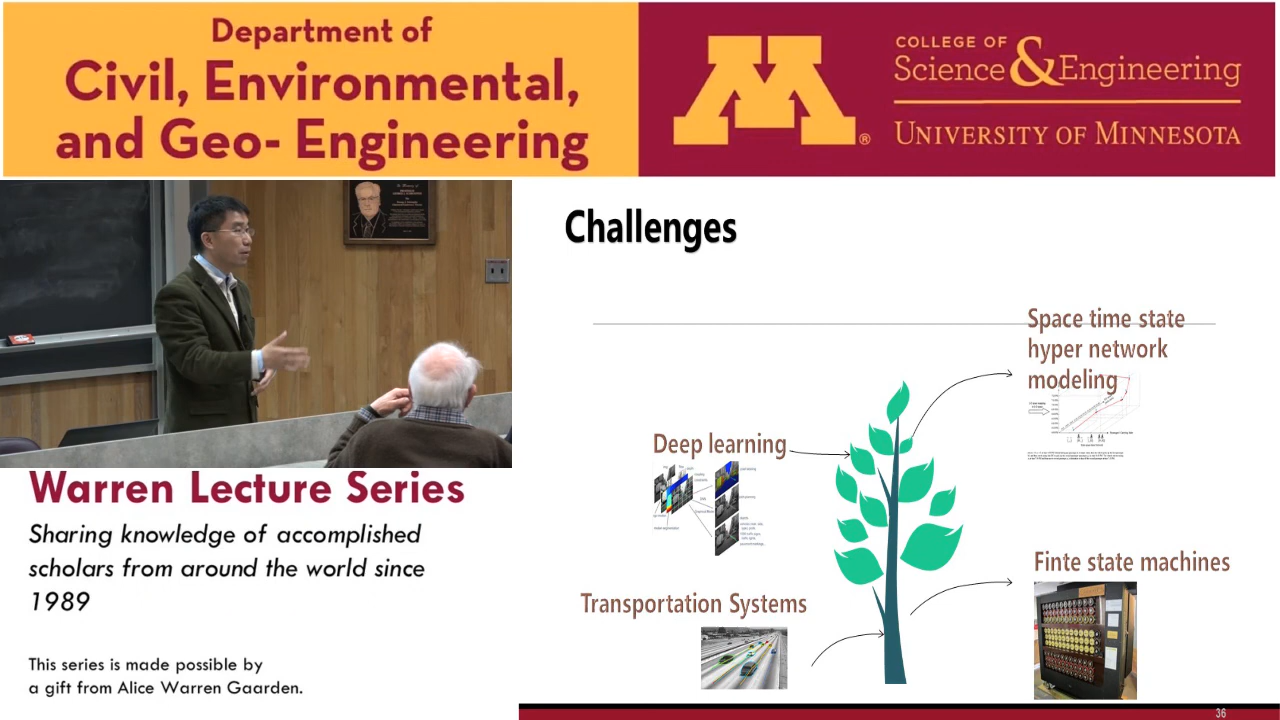 Department of
Civil, Environmental,
and Geo- Engineering
M
®
COLLEGE OF
Science & Engineering
UNIVERSITY OF MINNESOTA
Challenges
Space time state
hyper network
modeling
Deep learning
Finte state machines
Transportation Systems
Warren Lecture Series
Staring knowledge of acomplished
scholars from around the world since
1989
This series is made possible by
a gift from Alice Warren Gaarden.
36